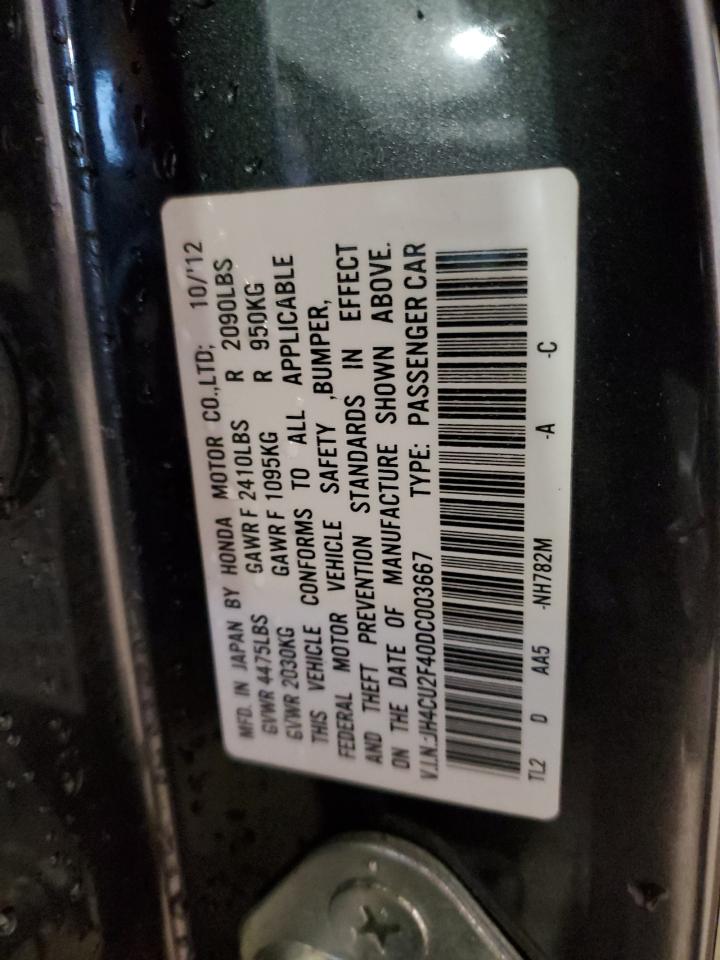 MFD. IN JAPAN BY HONDA MOTOR CO.,LTD; 10/'12
GVWR 4475LBS GAWR F 2410LBS R 2090LBS
GVWR 2030KG GAWR F 1095KG R 950KG
THIS VEHICLE CONFORMS TO ALL APPLICABLE
FEDERAL MOTOR VEHICLE SAFETY ,BUMPER,
AND THEFT PREVENTION STANDARDS IN EFFECT
ON THE DATE OF MANUFACTURE SHOWN ABOVE.
V.I.N.:JH4CU2F40DC003667 TYPE: PASSENGER CAR
TL2 D AA5 -NH782M -A -C